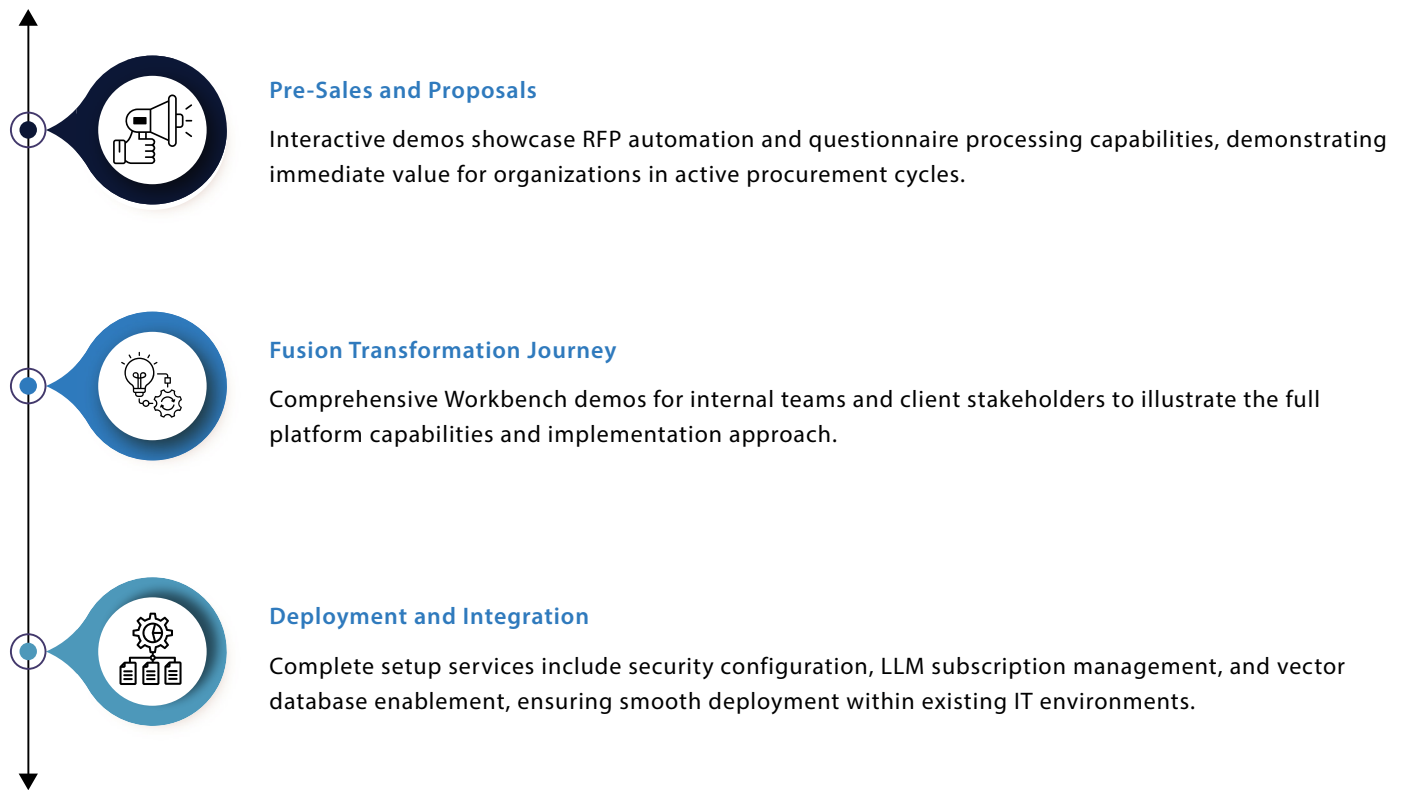 Pre-Sales and Proposals
Interactive demos showcase RFP automation and questionnaire processing capabilities, demonstrating
immediate value for organizations in active procurement cycles.
Fusion Transformation Journey
Comprehensive Workbench demos for internal teams and client stakeholders to illustrate the full
platform capabilities and implementation approach.
Deployment and Integration
Complete setup services include security configuration, LLM subscription management, and vector
database enablement, ensuring smooth deployment within existing IT environments.